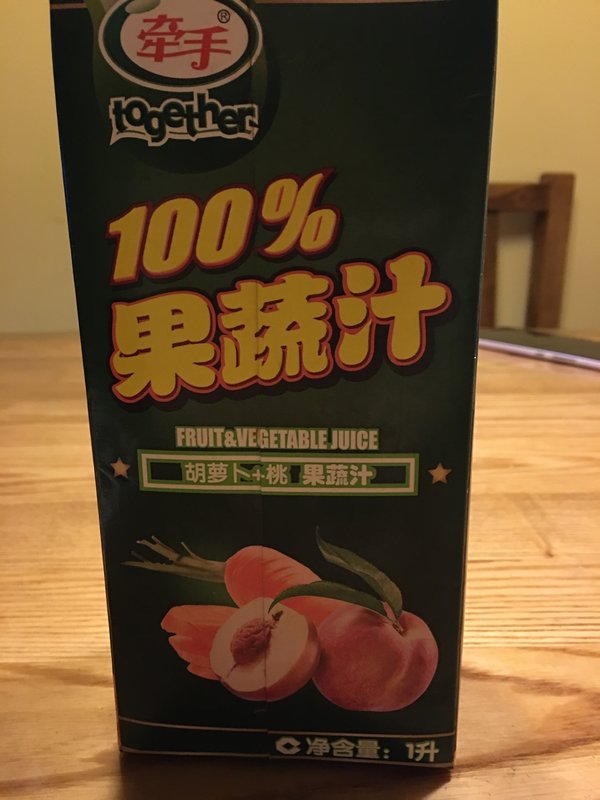 牵手®
together
100%
果蔬汁
FRUIT&VEGETABLE JUICE
胡萝卜+桃 果蔬汁
净含量：1升